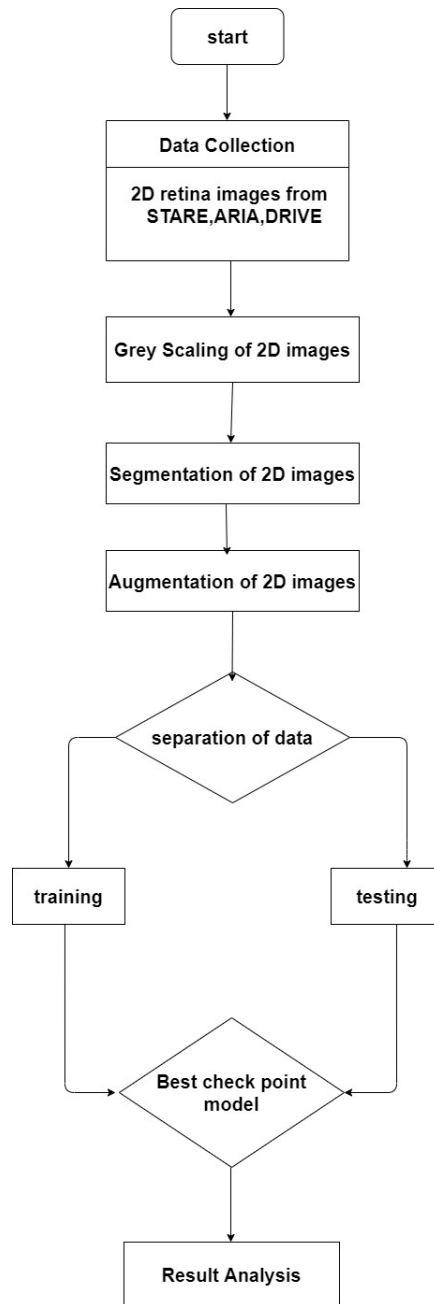 start
Data Collection
2D retina images from
STARE,ARIA,DRIVE
Grey Scaling of 2D images
Segmentation of 2D images
Augmentation of 2D images
separation of data
training
testing
Best check point
model
Result Analysis